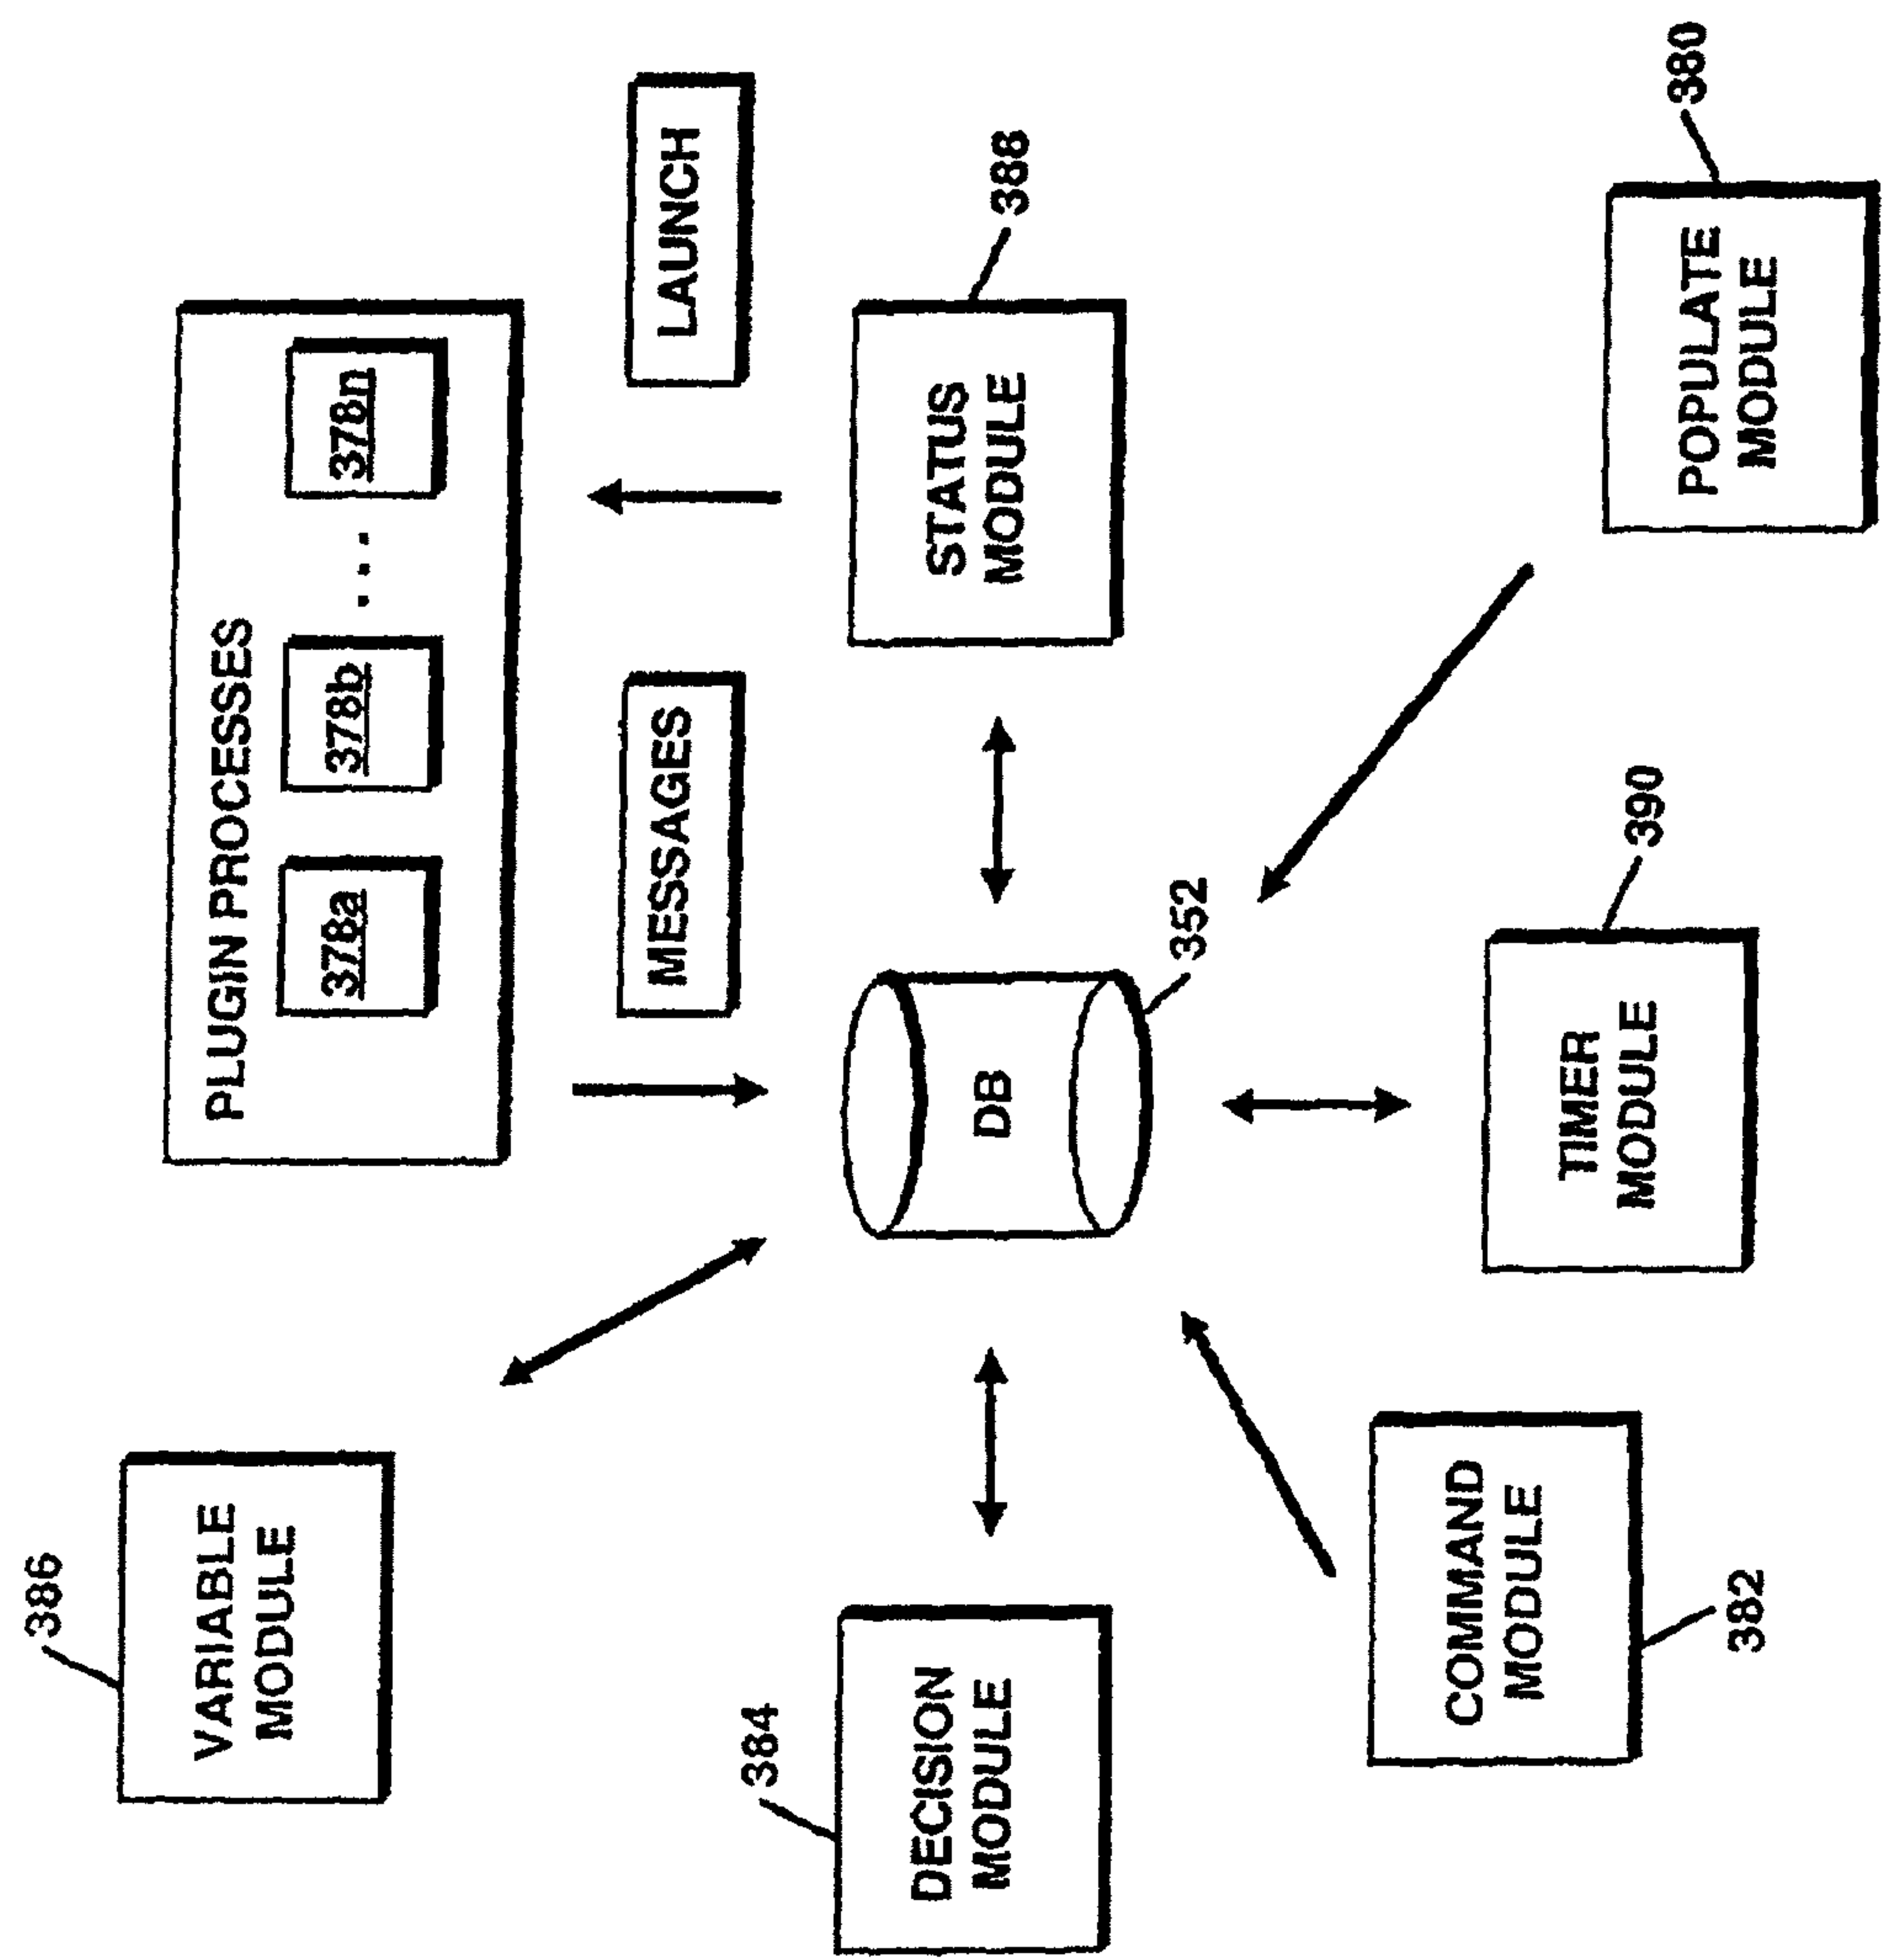 386
VARIABLE
MODULE
PLUGIN PROCESSES
378a
378b
...
378n
MESSAGES
LAUNCH
384
DECISION
MODULE
DB
352
STATUS
MODULE
388
COMMAND
MODULE
382
TIMER
MODULE
390
POPULATE
MODULE
380